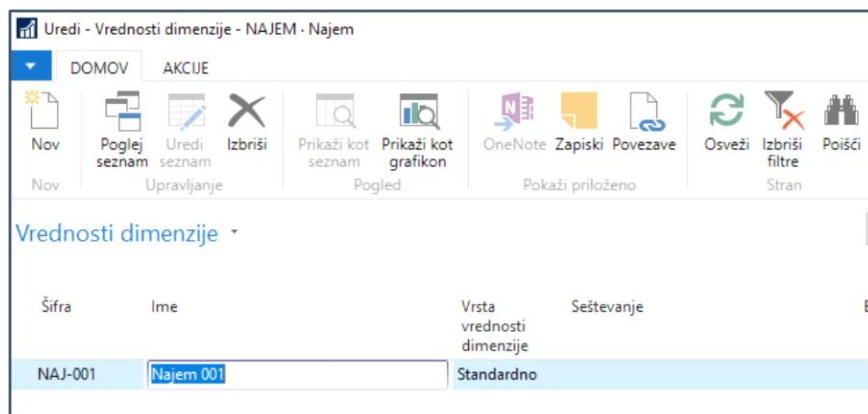 Uredi - Vrednosti dimenzije - NAJEM · Najem
DOMOV AKCIJE
Nov Poglej seznam Uredi seznam Izbriši Prikaži kot seznam Prikaži kot grafikon OneNote Zapiski Povezave Osveži Izbriši filtre Poišči
Nov Upravljanje Pogled Pokaži priloženo Stran
Vrednosti dimenzije
Šifra Ime Vrsta vrednosti dimenzije Seštevanje
NAJ-001 Najem 001 Standardno